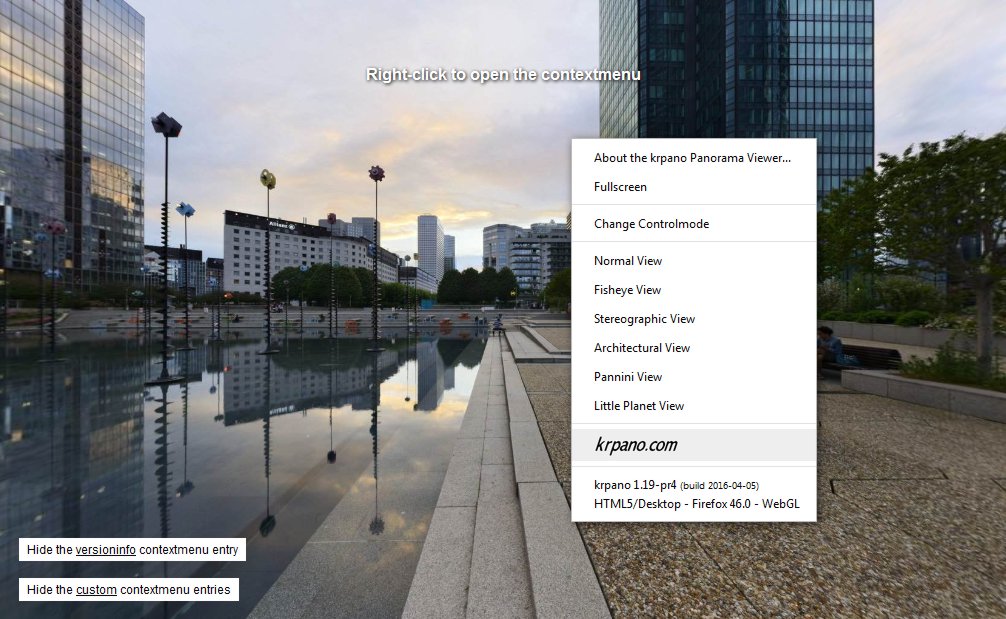 Right-click to open the contextmenu
Allianz
About the krpano Panorama Viewer...
Fullscreen
Change Controlmode
Normal View
Fisheye View
Stereographic View
Architectural View
Pannini View
Little Planet View
krpano.com
krpano 1.19-pr4 (build 2016-04-05)
HTML5/Desktop - Firefox 46.0 - WebGL
Hide the versioninfo contextmenu entry
Hide the custom contextmenu entries